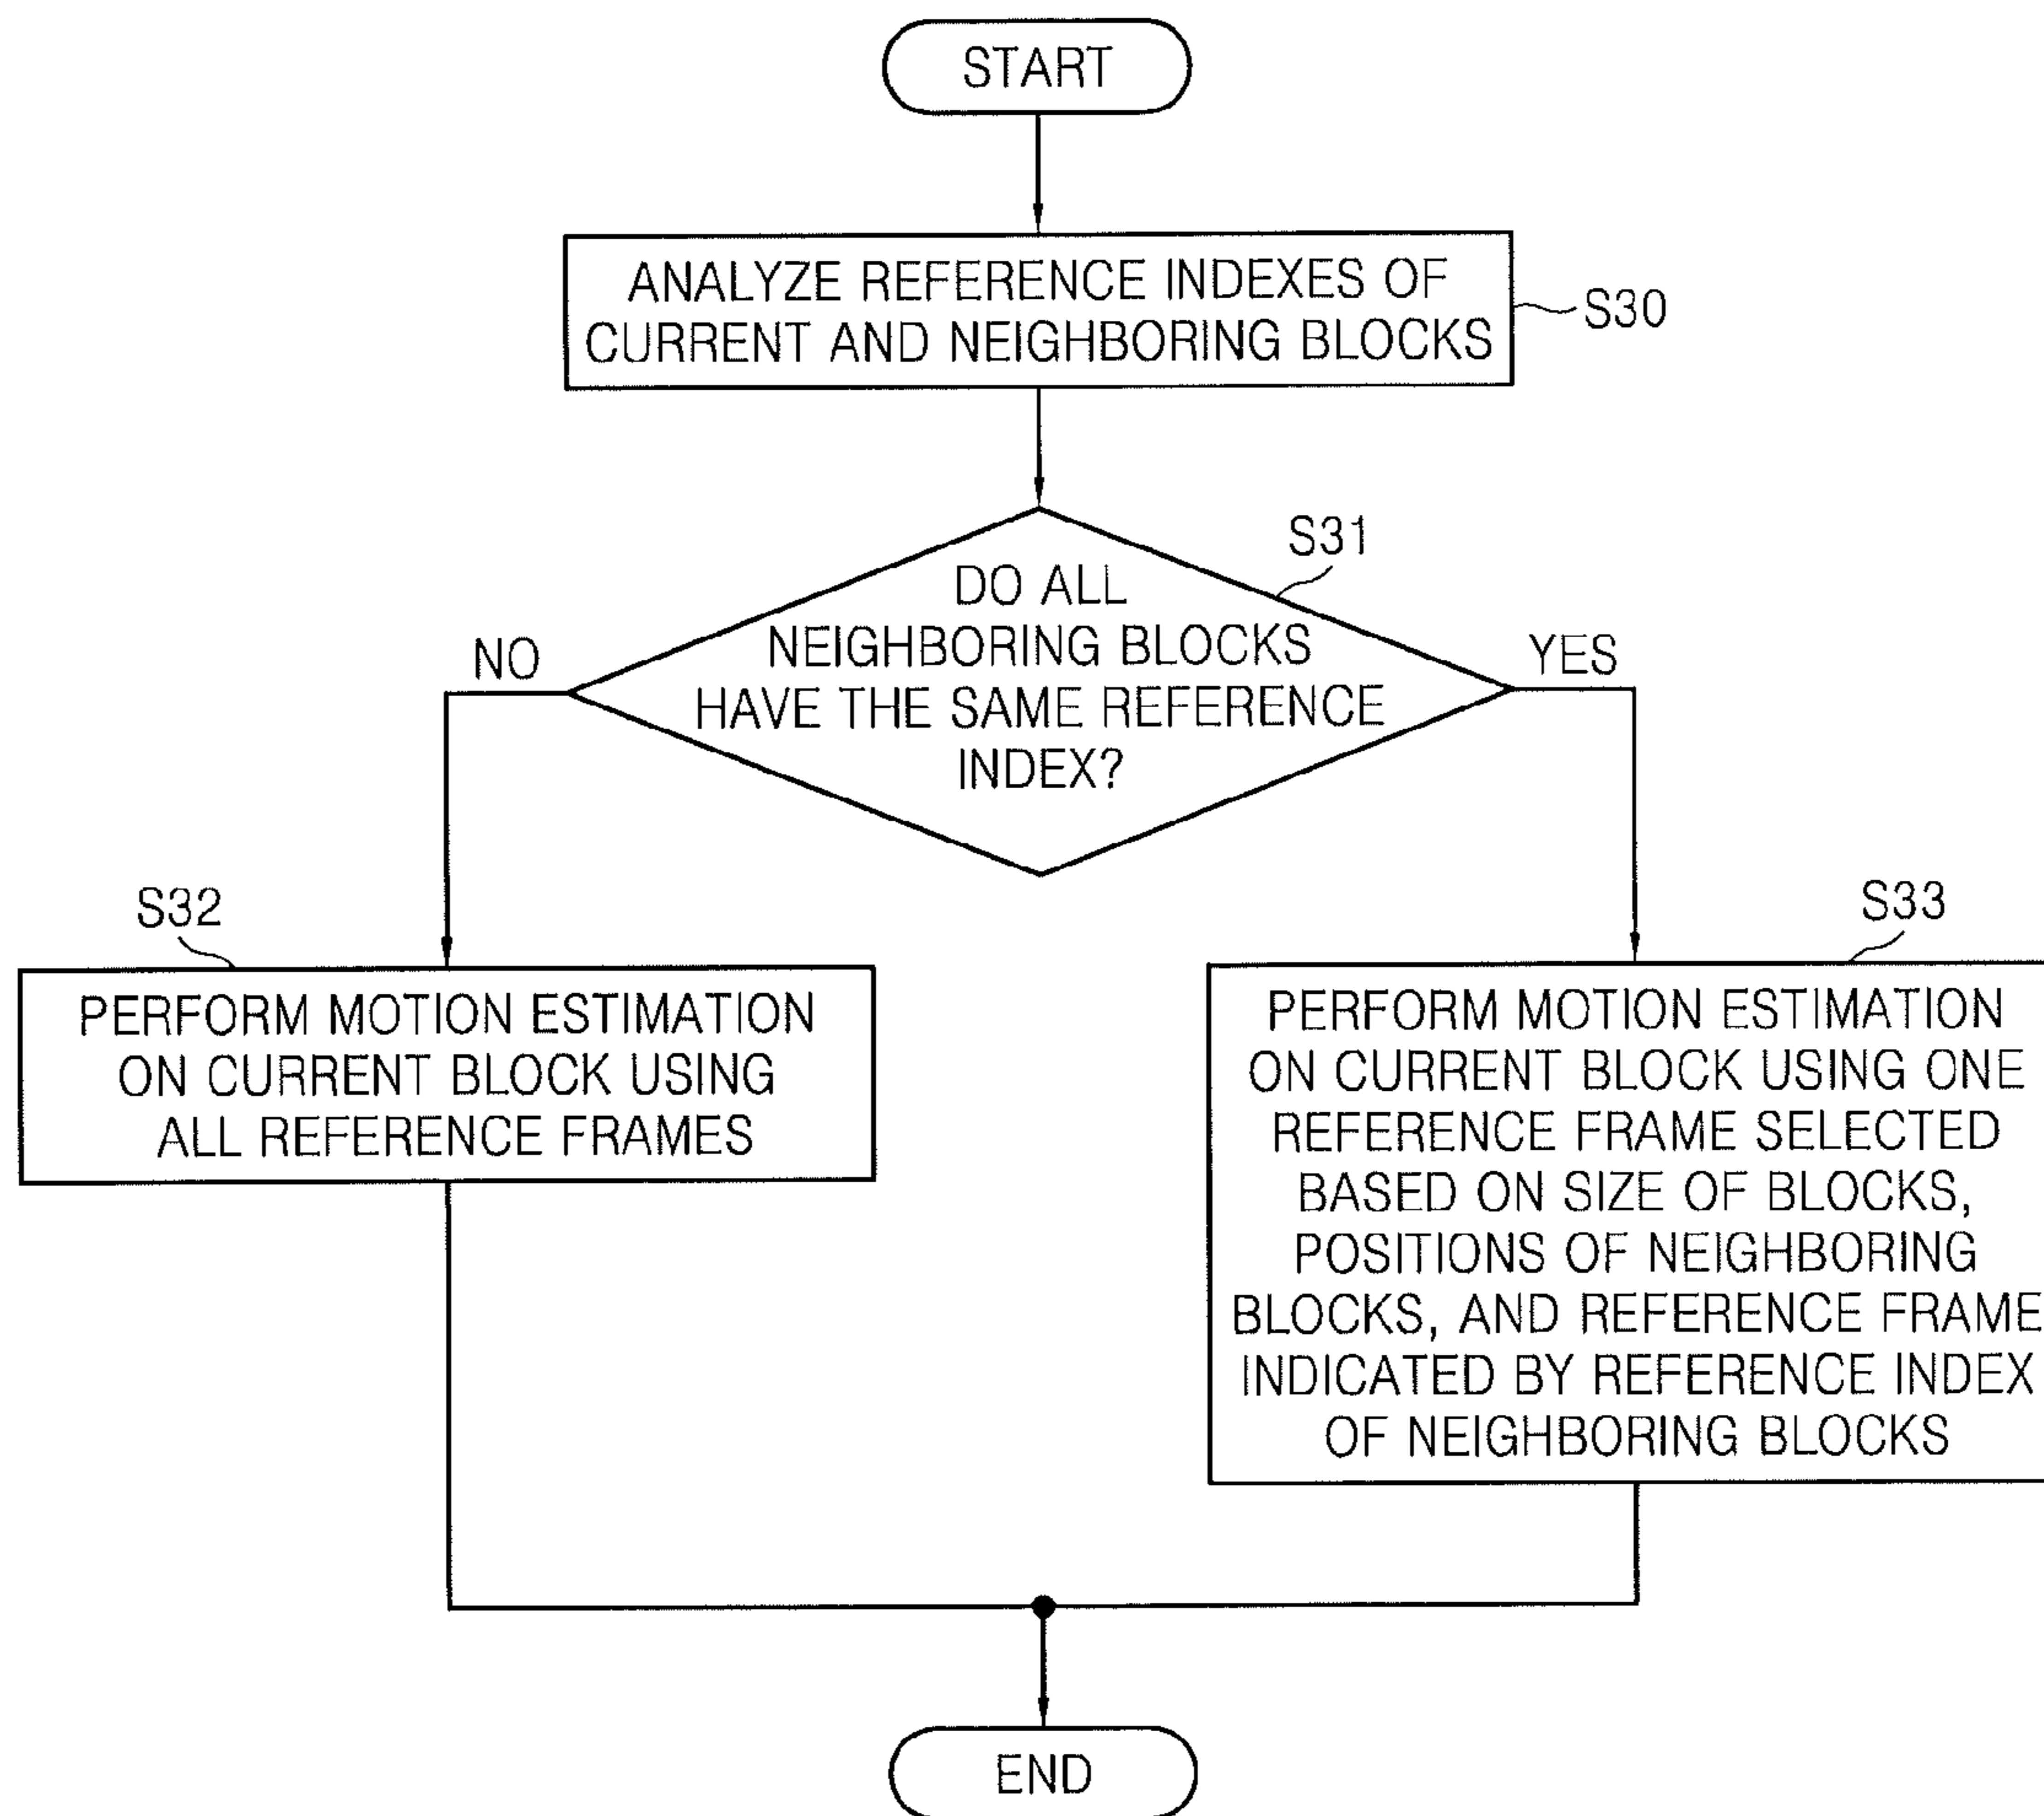 START
ANALYZE REFERENCE INDEXES OF
CURRENT AND NEIGHBORING BLOCKS
S30
S31
DO ALL
NEIGHBORING BLOCKS
HAVE THE SAME REFERENCE
INDEX?
NO
YES
S32
PERFORM MOTION ESTIMATION
ON CURRENT BLOCK USING
ALL REFERENCE FRAMES
S33
PERFORM MOTION ESTIMATION
ON CURRENT BLOCK USING ONE
REFERENCE FRAME SELECTED
BASED ON SIZE OF BLOCKS,
POSITIONS OF NEIGHBORING
BLOCKS, AND REFERENCE FRAME
INDICATED BY REFERENCE INDEX
OF NEIGHBORING BLOCKS
END